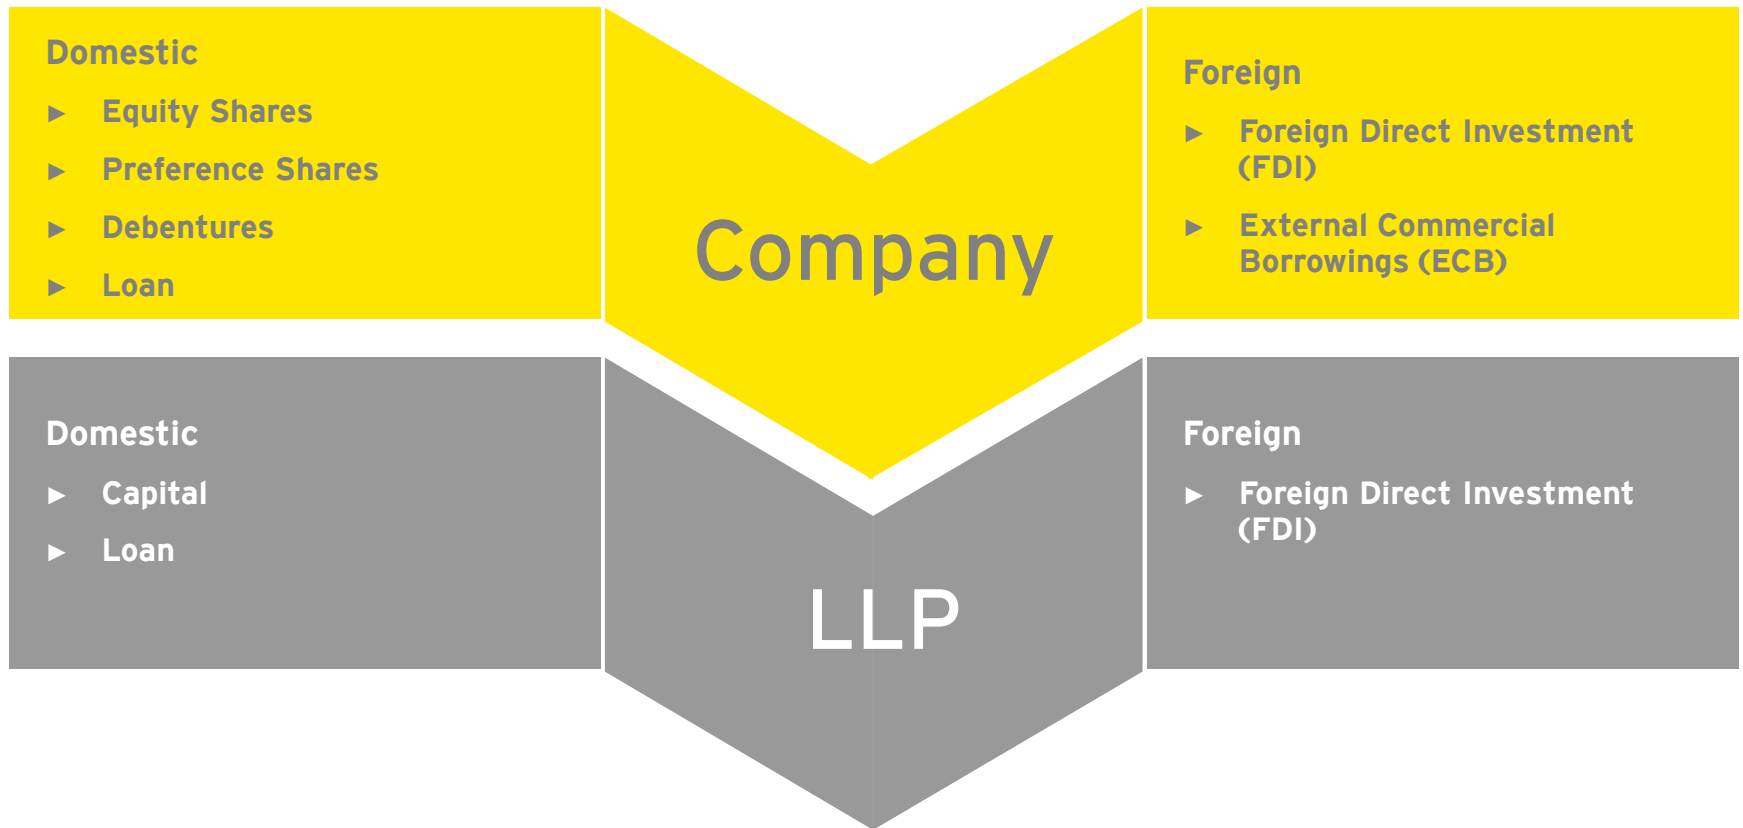 Domestic
► Equity Shares
► Preference Shares
► Debentures
► Loan
Company
Foreign
► Foreign Direct Investment
(FDI)
► External Commercial
Borrowings (ECB)
Domestic
► Capital
► Loan
LLP
Foreign
► Foreign Direct Investment
(FDI)